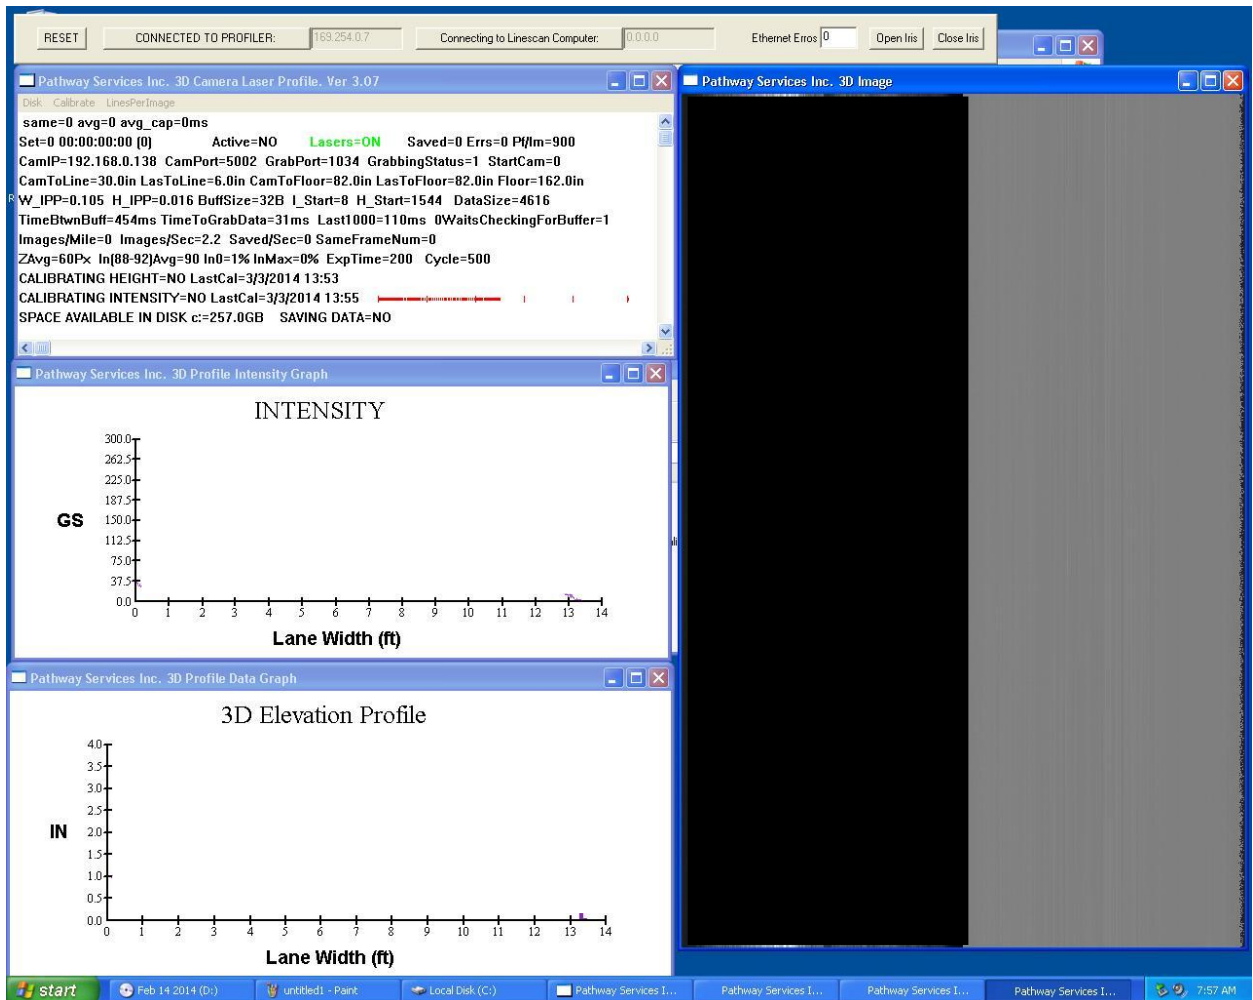 RESET CONNECTED TO PROFILER: 169.254.0.7 Connecting to Linescan Computer: 0.0.0.0 Ethernet Erros 0 Open Iris Close Iris
Pathway Services Inc. 3D Camera Laser Profile. Ver 3.07
Disk Calibrate LinesPerImage
same=0 avg=0 avg_cap=0ms
Set=0 00:00:00:00 (0) Active=NO Lasers=ON Saved=0 Errs=0 Pf/Im=900
CamIP=192.168.0.138 CamPort=5002 GrabPort=1034 GrabbingStatus=1 StartCam=0
CamToLine=30.0in LasToLine=6.0in CamToFloor=82.0in LasToFloor=82.0in Floor=162.0in
W_IPP=0.105 H_IPP=0.016 BuffSize=32B I_Start=8 H_Start=1544 DataSize=4616
TimeBtwnBuff=454ms TimeToGrabData=31ms Last1000=110ms 0WaitsCheckingForBuffer=1
Images/Mile=0 Images/Sec=2.2 Saved/Sec=0 SameFrameNum=0
ZAvg=60Px In(88-92)Avg=90 In0=1% InMax=0% ExpTime=200 Cycle=500
CALIBRATING HEIGHT=NO LastCal=3/3/2014 13:53
CALIBRATING INTENSITY=NO LastCal=3/3/2014 13:55
SPACE AVAILABLE IN DISK c:=257.0GB SAVING DATA=NO
Pathway Services Inc. 3D Profile Intensity Graph
INTENSITY
300.0
262.5
225.0
187.5
GS 150.0
112.5
75.0
37.5
0.0
0 1 2 3 4 5 6 7 8 9 10 11 12 13 14
Lane Width (ft)
Pathway Services Inc. 3D Profile Data Graph
3D Elevation Profile
4.0
3.5
3.0
2.5
IN 2.0
1.5
1.0
0.5
0.0
0 1 2 3 4 5 6 7 8 9 10 11 12 13 14
Lane Width (ft)
Pathway Services Inc. 3D Image
start Feb 14 2014 (D:) untitled1 - Paint Local Disk (C:) Pathway Services I... Pathway Services I... Pathway Services I... Pathway Services I... 7:57 AM